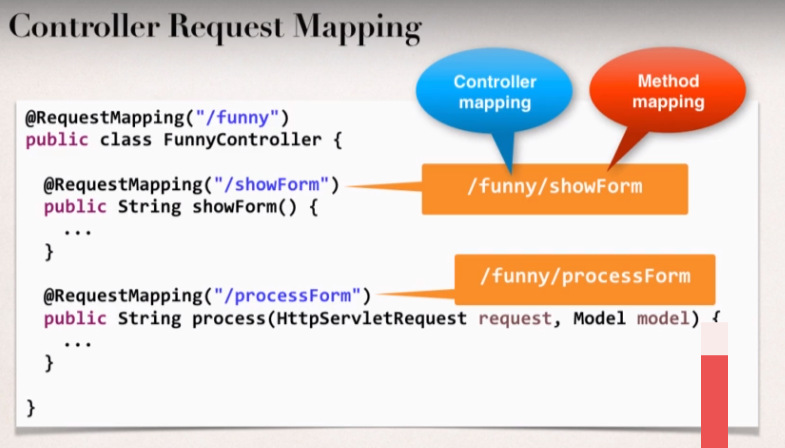 Controller Request Mapping
Controller
mapping
Method
mapping
@RequestMapping("/funny")
public class FunnyController {
@RequestMapping("/showForm")
/funny/showForm
public String showForm() {
...
}
/funny/processForm
@RequestMapping("/processForm")
public String process(HttpServletRequest request, Model model) {
...
}
}